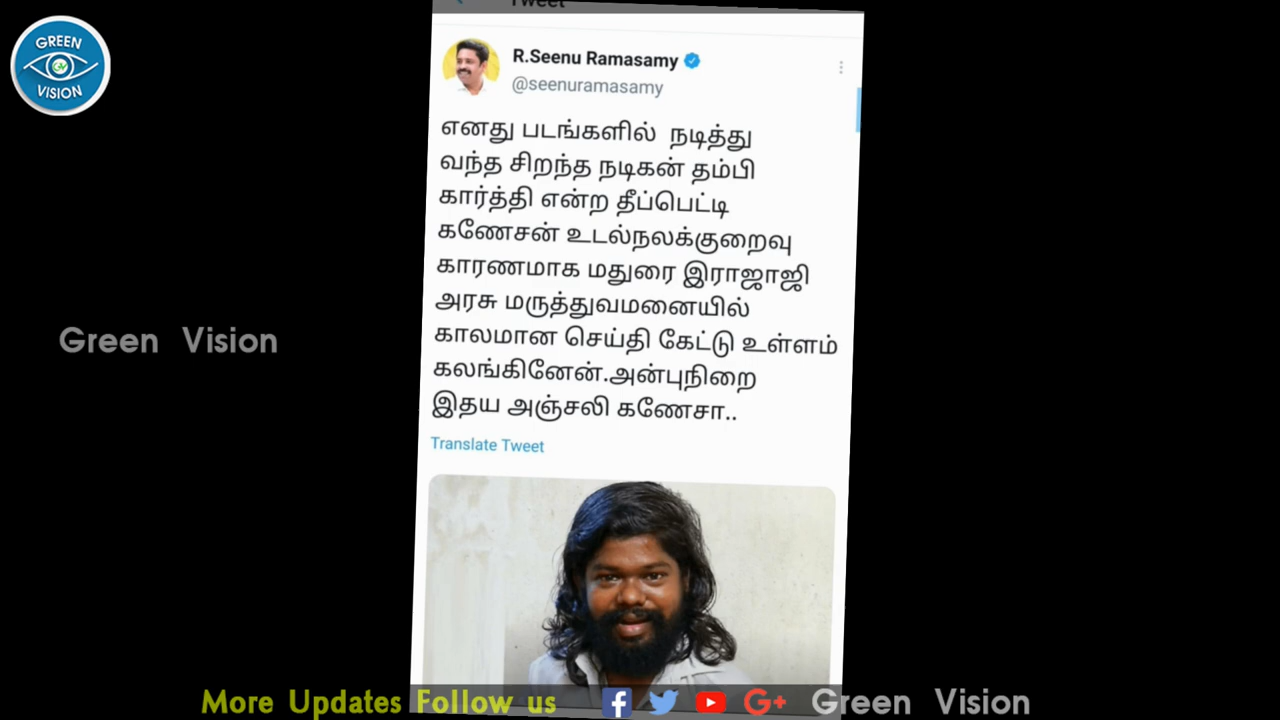 Tweet
GREEN
VISION
R.Seenu Ramasamy
@seenuramasamy
எனது படங்களில் நடித்து
வந்த சிறந்த நடிகன் தம்பி
கார்த்தி என்ற தீப்பெட்டி
கணேசன் உடல்நலக்குறைவு
காரணமாக மதுரை இராஜாஜி
அரசு மருத்துவமனையில்
காலமான செய்தி கேட்டு உள்ளம்
கலங்கினேன்.அன்புநிறை
இதய அஞ்சலி கணேசா..
Translate Tweet
Green Vision
More Updates Follow us Green Vision